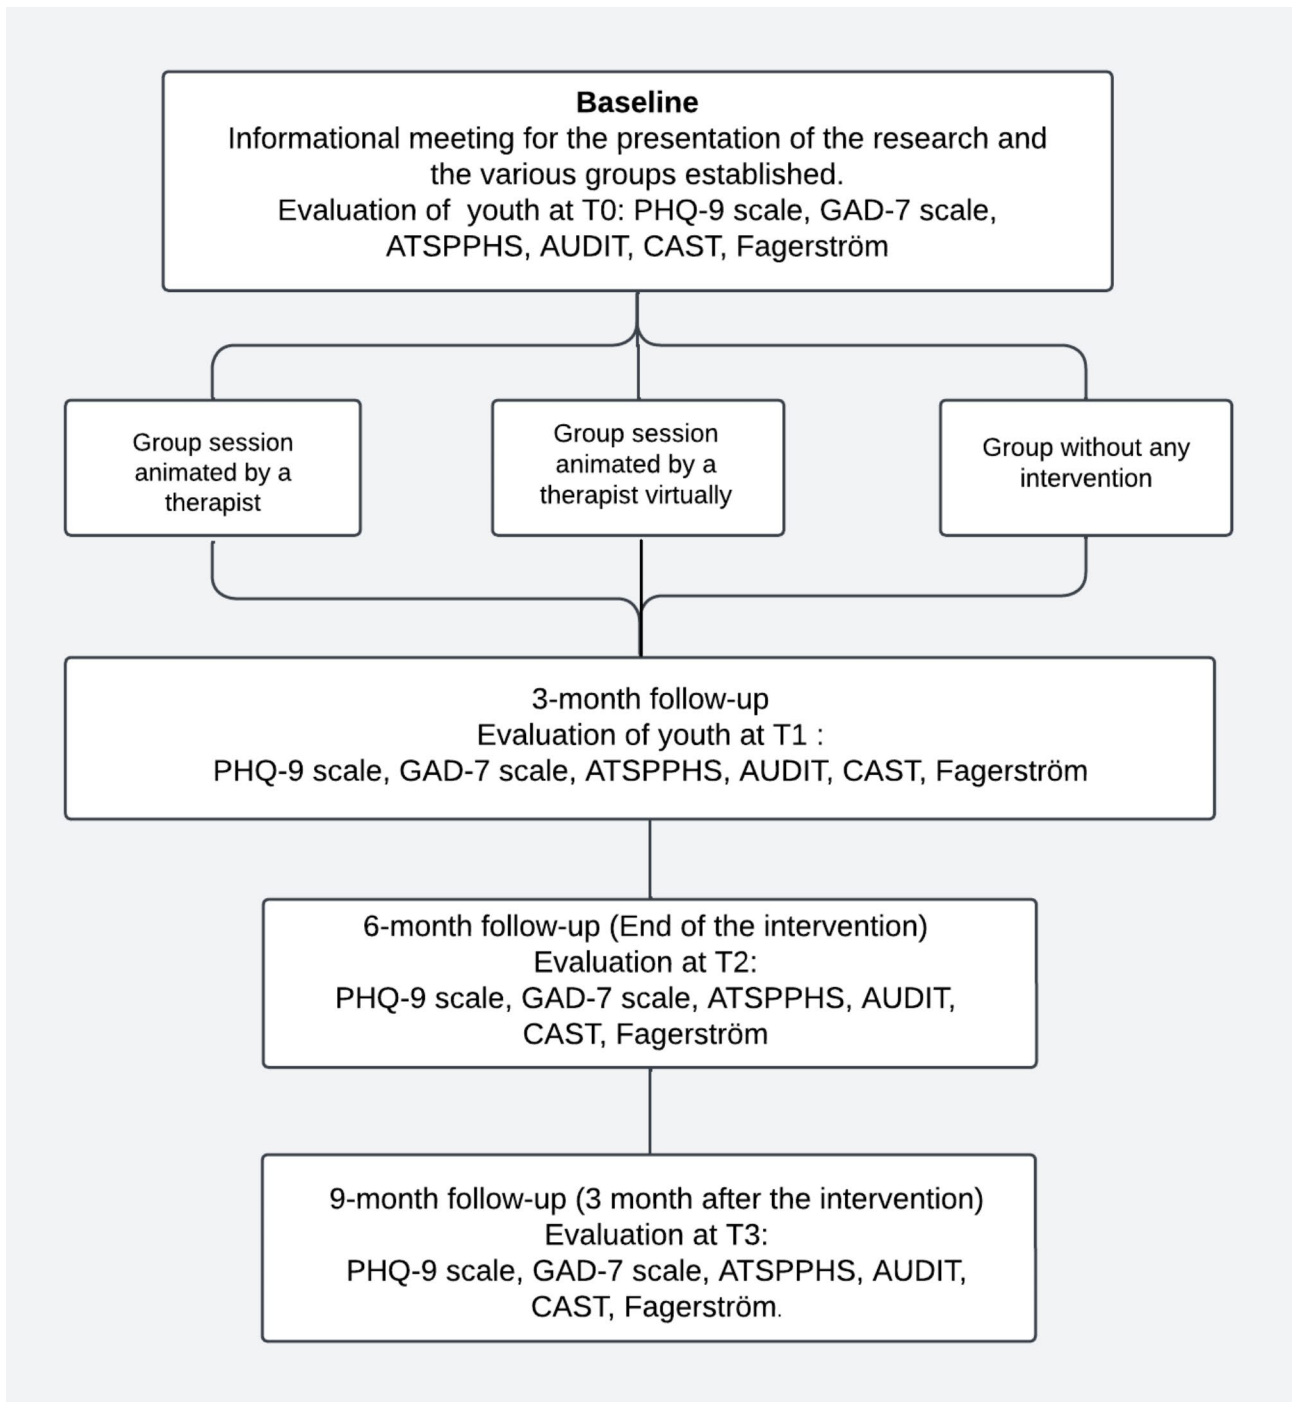 Baseline
Informational meeting for the presentation of the research and
the various groups established.
Evaluation of  youth at T0: PHQ-9 scale, GAD-7 scale,
ATSPPHS, AUDIT, CAST, Fagerström
Group session
animated by a
therapist
Group session
animated by a
therapist virtually
Group without any
intervention
3-month follow-up
Evaluation of youth at T1 :
PHQ-9 scale, GAD-7 scale, ATSPPHS, AUDIT, CAST, Fagerström
6-month follow-up (End of the intervention)
Evaluation at T2:
PHQ-9 scale, GAD-7 scale, ATSPPHS, AUDIT,
CAST, Fagerström
9-month follow-up (3 month after the intervention)
Evaluation at T3:
PHQ-9 scale, GAD-7 scale, ATSPPHS, AUDIT,
CAST, Fagerström.